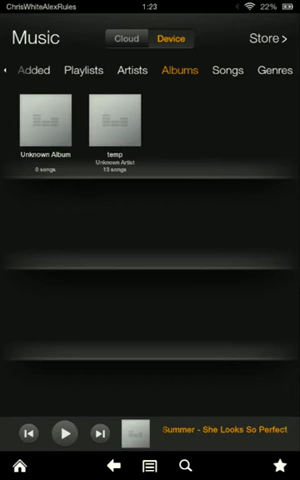 ChrisWhiteAlexRules 1:23 22%
Music Cloud Device Store >
Added Playlists Artists Albums Songs Genres
Unknown Album temp
Unknown Artist
6 songs 13 songs
Summer - She Looks So Perfect